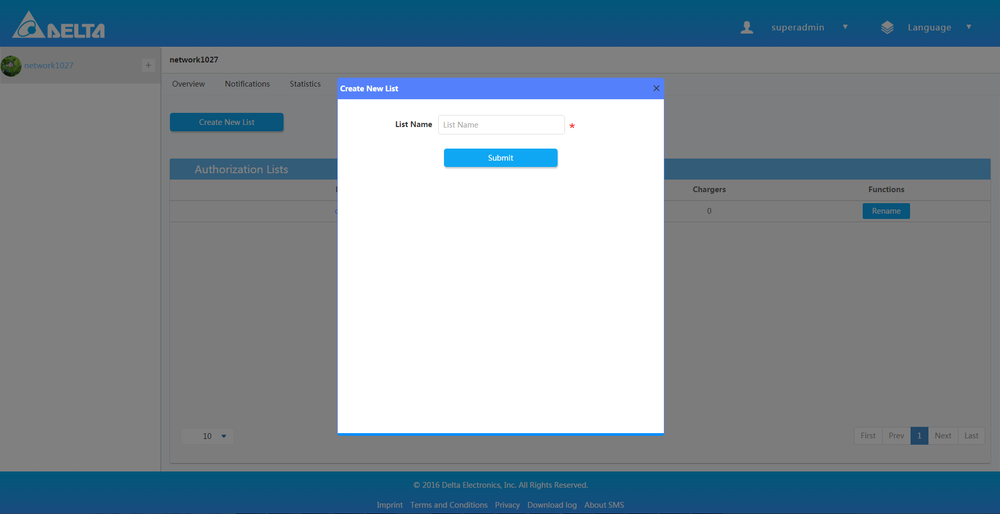 DELTA
superadmin
Language
network1027
+
network1027
Overview Notifications Statistics
Create New List
Create New List
List Name List Name *
Submit
Authorization Lists
Chargers Functions
0 Rename
10
First Prev 1 Next Last
© 2016 Delta Electronics, Inc. All Rights Reserved.
Imprint Terms and Conditions Privacy Download log About SMS